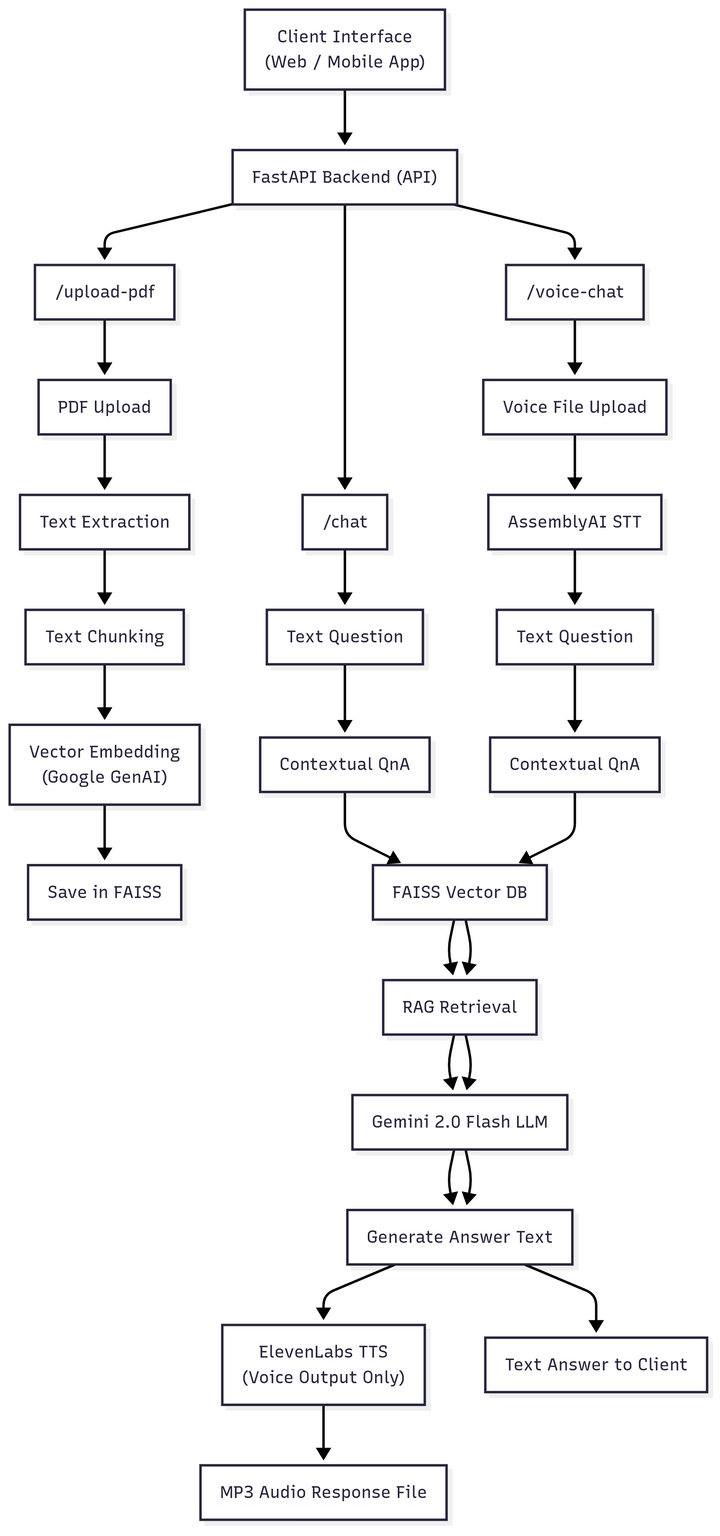 Client Interface
(Web / Mobile App)
FastAPI Backend (API)
/upload-pdf
/voice-chat
PDF Upload
Voice File Upload
Text Extraction
/chat
AssemblyAI STT
Text Chunking
Text Question
Text Question
Vector Embedding
(Google GenAI)
Contextual QnA
Contextual QnA
Save in FAISS
FAISS Vector DB
RAG Retrieval
Gemini 2.0 Flash LLM
Generate Answer Text
ElevenLabs TTS
(Voice Output Only)
Text Answer to Client
MP3 Audio Response File